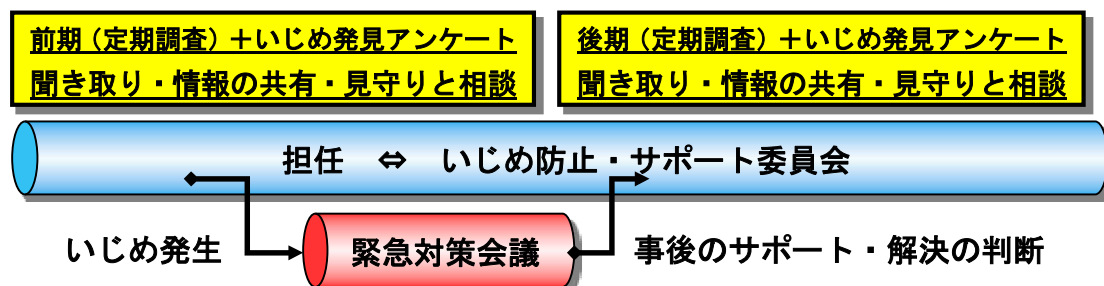 前期（定期調査）＋いじめ発見アンケート
聞き取り・情報の共有・見守りと相談
後期（定期調査）＋いじめ発見アンケート
聞き取り・情報の共有・見守りと相談
担任　⇔　いじめ防止・サポート委員会
いじめ発生
緊急対策会議
事後のサポート・解決の判断